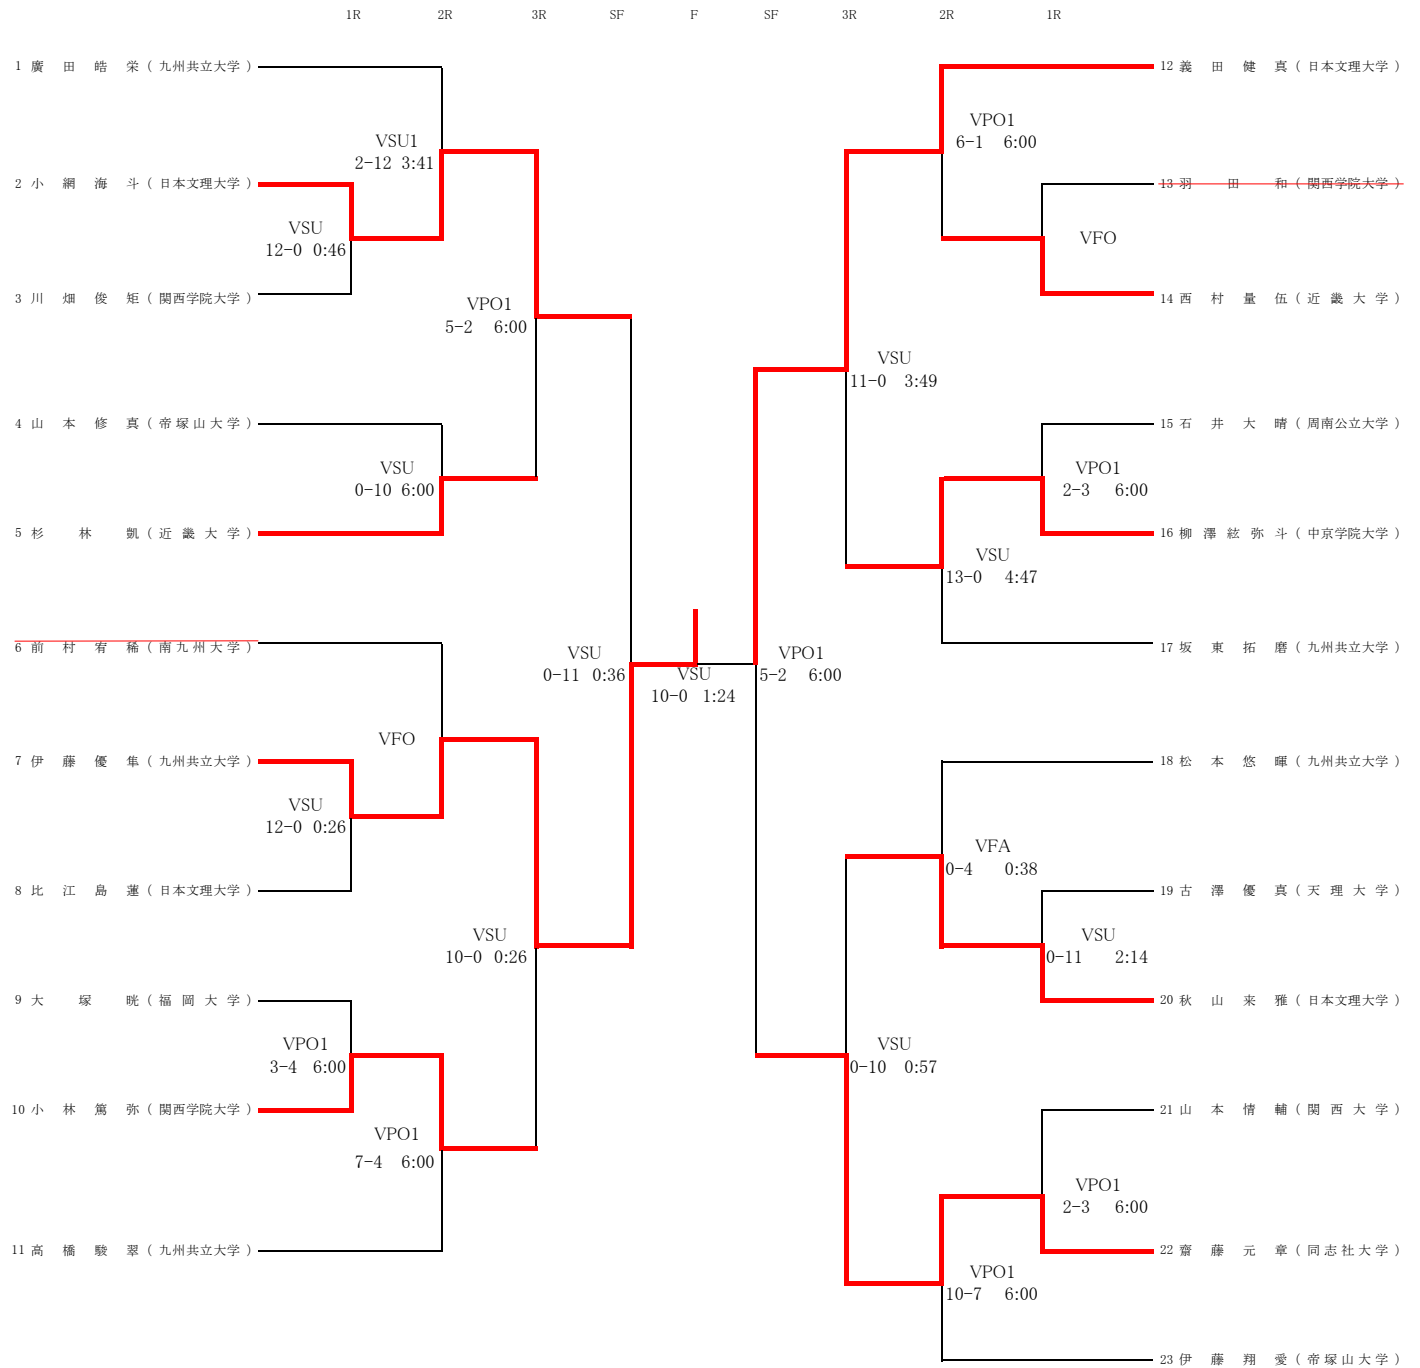 1R 2R 3R SF F SF 3R 2R 1R
1 廣田皓栄(九州共立大学)
VSU1
2-12 3:41
2 小網海斗(日本文理大学)
VSU
12-0 0:46
3 川畑俊矩(関西学院大学)
VPO1
5-2 6:00
4 山本修真(帝塚山大学)
VSU
0-10 6:00
5 杉林凱(近畿大学)
6 前村宥稀(南九州大学)
VSU
0-11 0:36
VFO
7 伊藤優隼(九州共立大学)
VSU
12-0 0:26
8 比江島蓮(日本文理大学)
VSU
10-0 0:26
9 大塚晄(福岡大学)
VPO1
3-4 6:00
10 小林篤弥(関西学院大学)
VPO1
7-4 6:00
11 高橋駿翠(九州共立大学)
VSU
10-0 1:24
12 義田健真(日本文理大学)
VPO1
6-1 6:00
13 羽田和(関西学院大学)
VFO
14 西村量伍(近畿大学)
VSU
11-0 3:49
15 石井大晴(周南公立大学)
VPO1
2-3 6:00
16 柳澤絃弥斗(中京学院大学)
VSU
13-0 4:47
17 坂東拓磨(九州共立大学)
VPO1
5-2 6:00
18 松本悠暉(九州共立大学)
VFA
0-4 0:38
19 古澤優真(天理大学)
VSU
0-11 2:14
20 秋山来雅(日本文理大学)
VSU
0-10 0:57
21 山本情輔(関西大学)
VPO1
2-3 6:00
22 齋藤元章(同志社大学)
VPO1
10-7 6:00
23 伊藤翔愛(帝塚山大学)